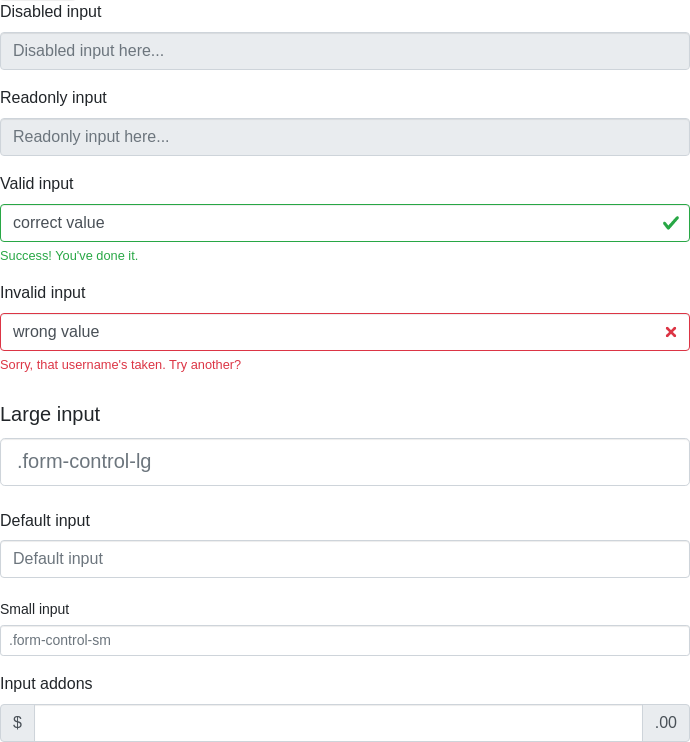 Disabled input
Disabled input here...
Readonly input
Readonly input here...
Valid input
correct value
Success! You've done it.
Invalid input
wrong value
Sorry, that username's taken. Try another?
Large input
.form-control-lg
Default input
Default input
Small input
.form-control-sm
Input addons
$ .00